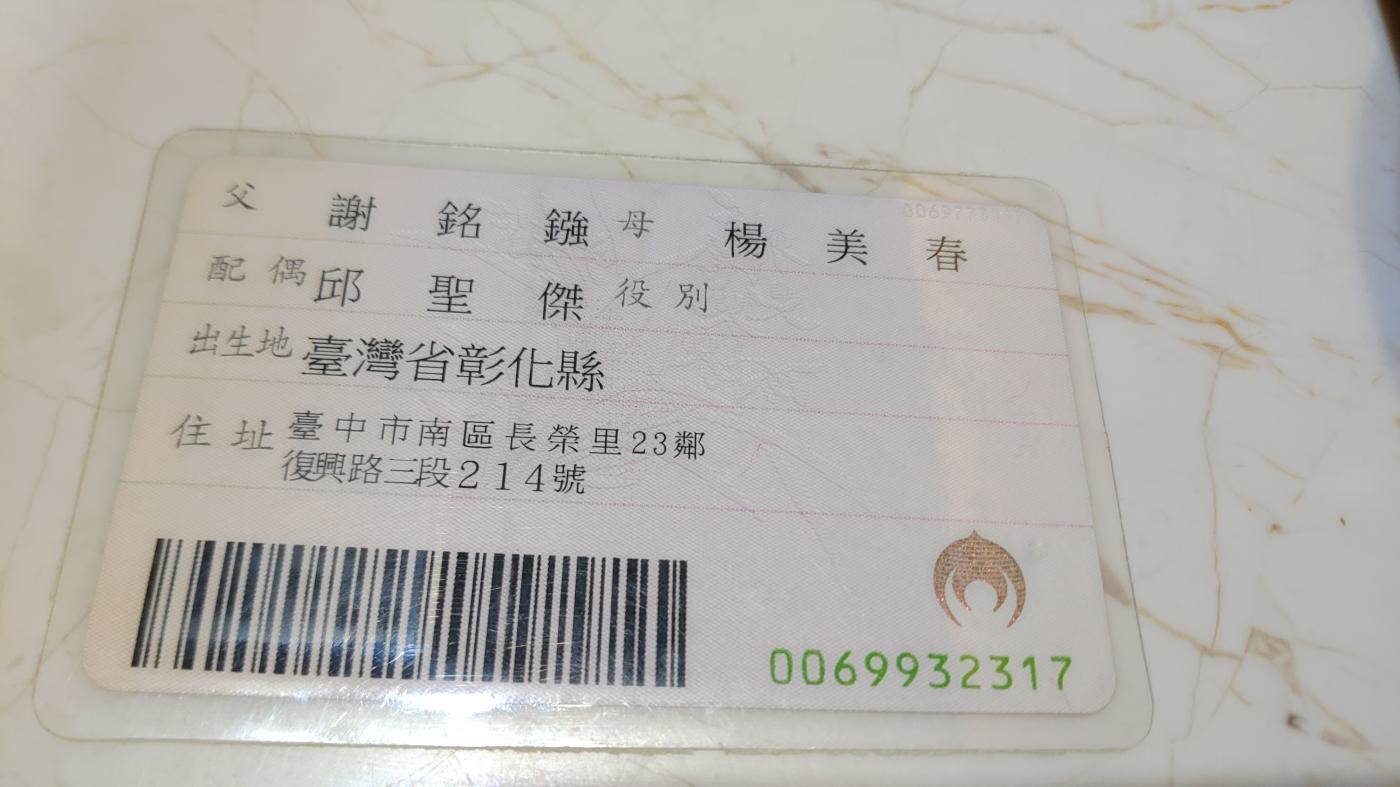 父 謝銘鏹 母 楊美春
配偶 邱聖傑 役別
出生地 臺灣省彰化縣
住址 臺中市南區長榮里23鄰
復興路三段214號
0069932317